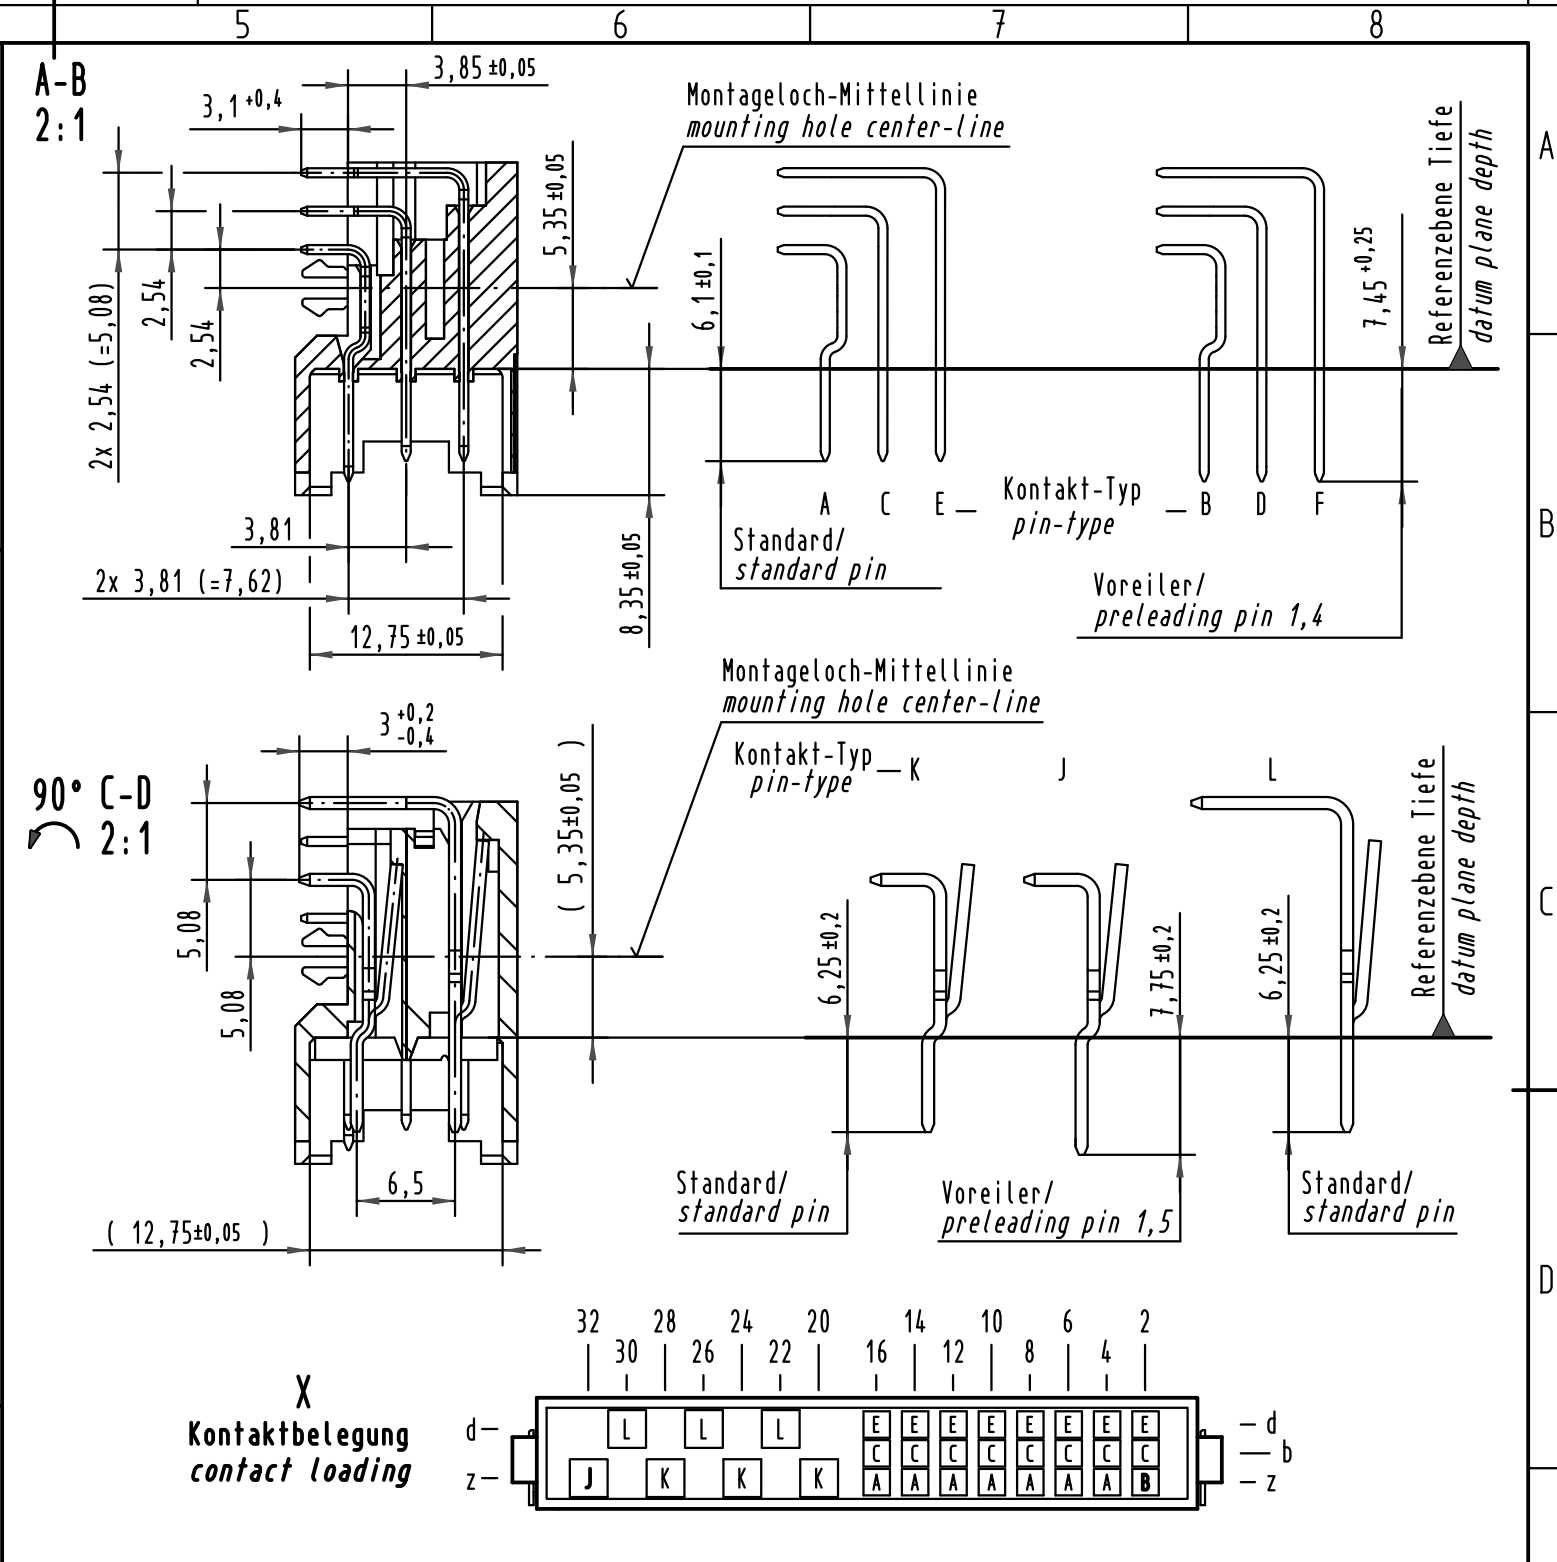 5 6 7 8
A-B
2:1
3,85 ±0,05
3,1 +0,4
Montageloch-Mittellinie
mounting hole center-line
5,35 ±0,05
2x 2,54 (=5,08)
2,54
2,54
6,1 ±0,1
7,45 +0,25
Referenzebene Tiefe
datum plane depth
A
A C E — Kontakt-Typ — B D F
pin-type
B
3,81
2x 3,81 (=7,62)
12,75 ±0,05
8,35 ±0,05
Standard/
standard pin
Voreiler/
preleading pin 1,4
Montageloch-Mittellinie
mounting hole center-line
3 +0,2
-0,4
90° C-D
2:1
( 5,35±0,05 )
Kontakt-Typ — K J L
pin-type
5,08
5,08
6,25 ±0,2
7,75 ±0,2
6,25 ±0,2
Referenzebene Tiefe
datum plane depth
C
6,5
( 12,75±0,05 )
Standard/
standard pin
Voreiler/
preleading pin 1,5
Standard/
standard pin
D
32 28 24 20 14 10 6 2
30 26 22 16 12 8 4
X
Kontaktbelegung
contact loading
d L L L E E E E E E E E d
C C C C C C C C b
z J K K K A A A A A A A B z